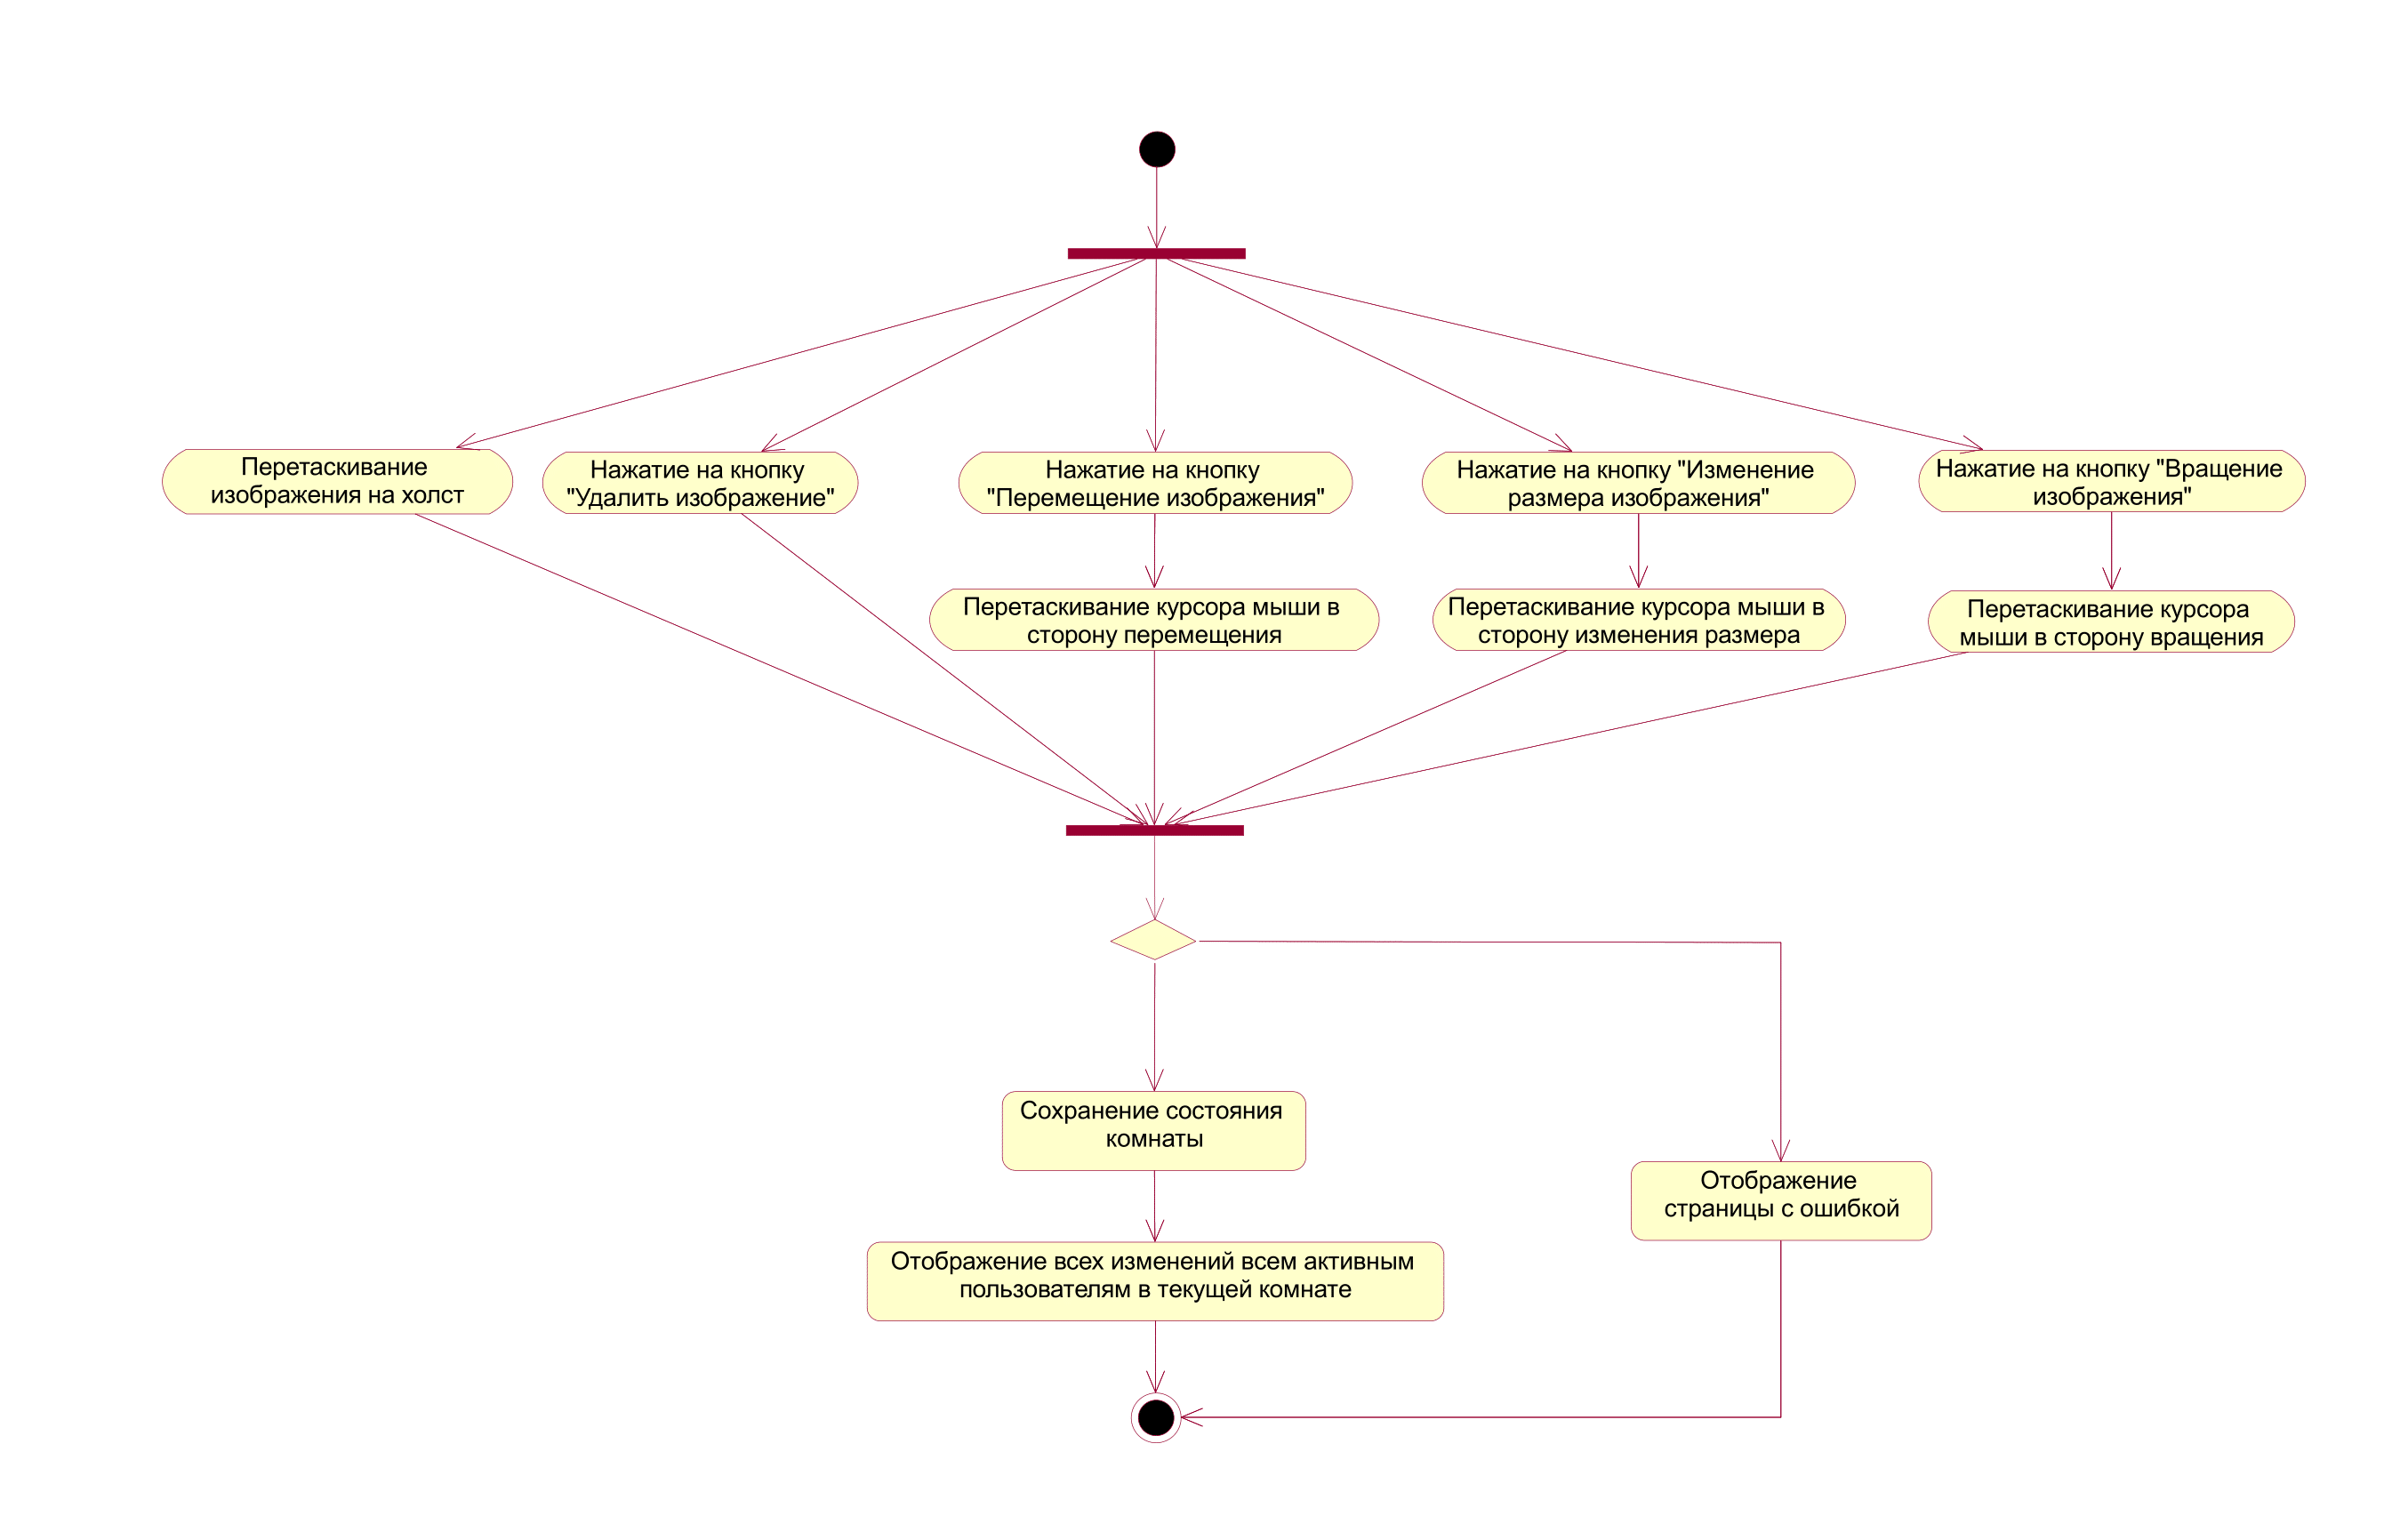 Перетаскивание
изображения на холст
Нажатие на кнопку
"Удалить изображение"
Нажатие на кнопку
"Перемещение изображения"
Нажатие на кнопку "Изменение
размера изображения"
Нажатие на кнопку "Вращение
изображения"
Перетаскивание курсора мыши в
сторону перемещения
Перетаскивание курсора мыши в
сторону изменения размера
Перетаскивание курсора
мыши в сторону вращения
Сохранение состояния
комнаты
Отображение
страницы с ошибкой
Отображение всех изменений всем активным
пользователям в текущей комнате